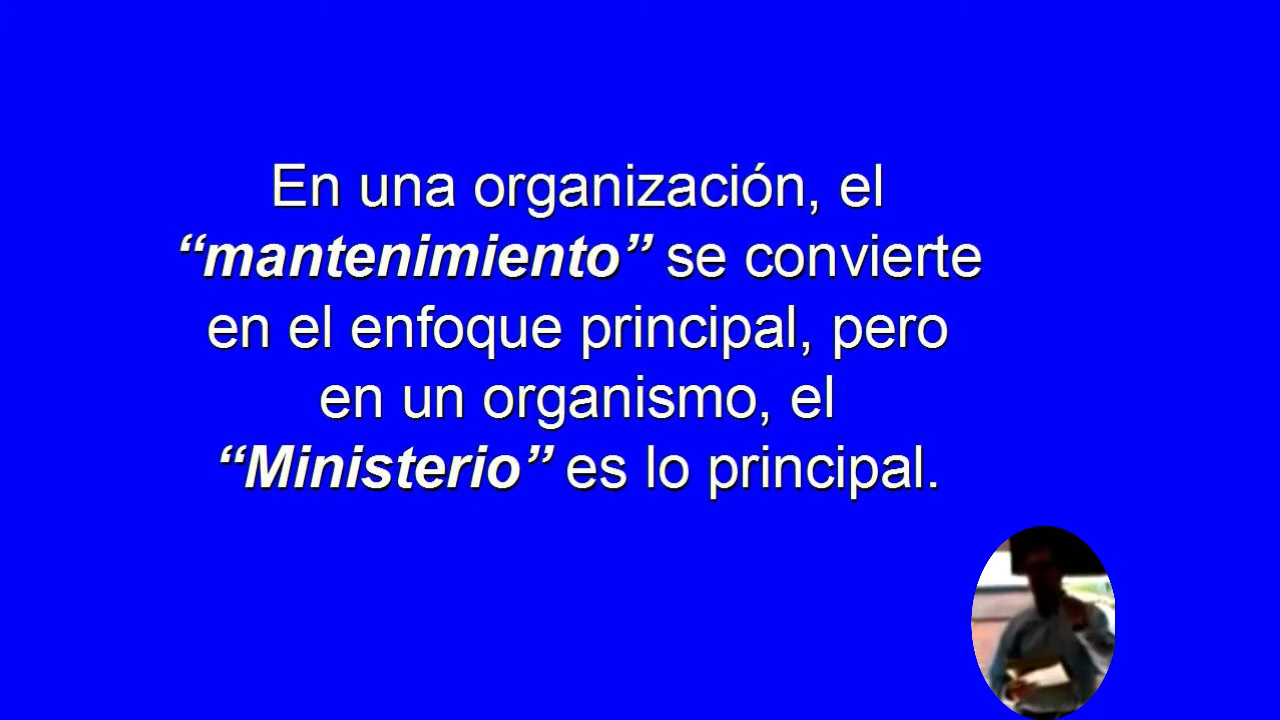 En una organización, el
“mantenimiento” se convierte
en el enfoque principal, pero
en un organismo, el
“Ministerio” es lo principal.